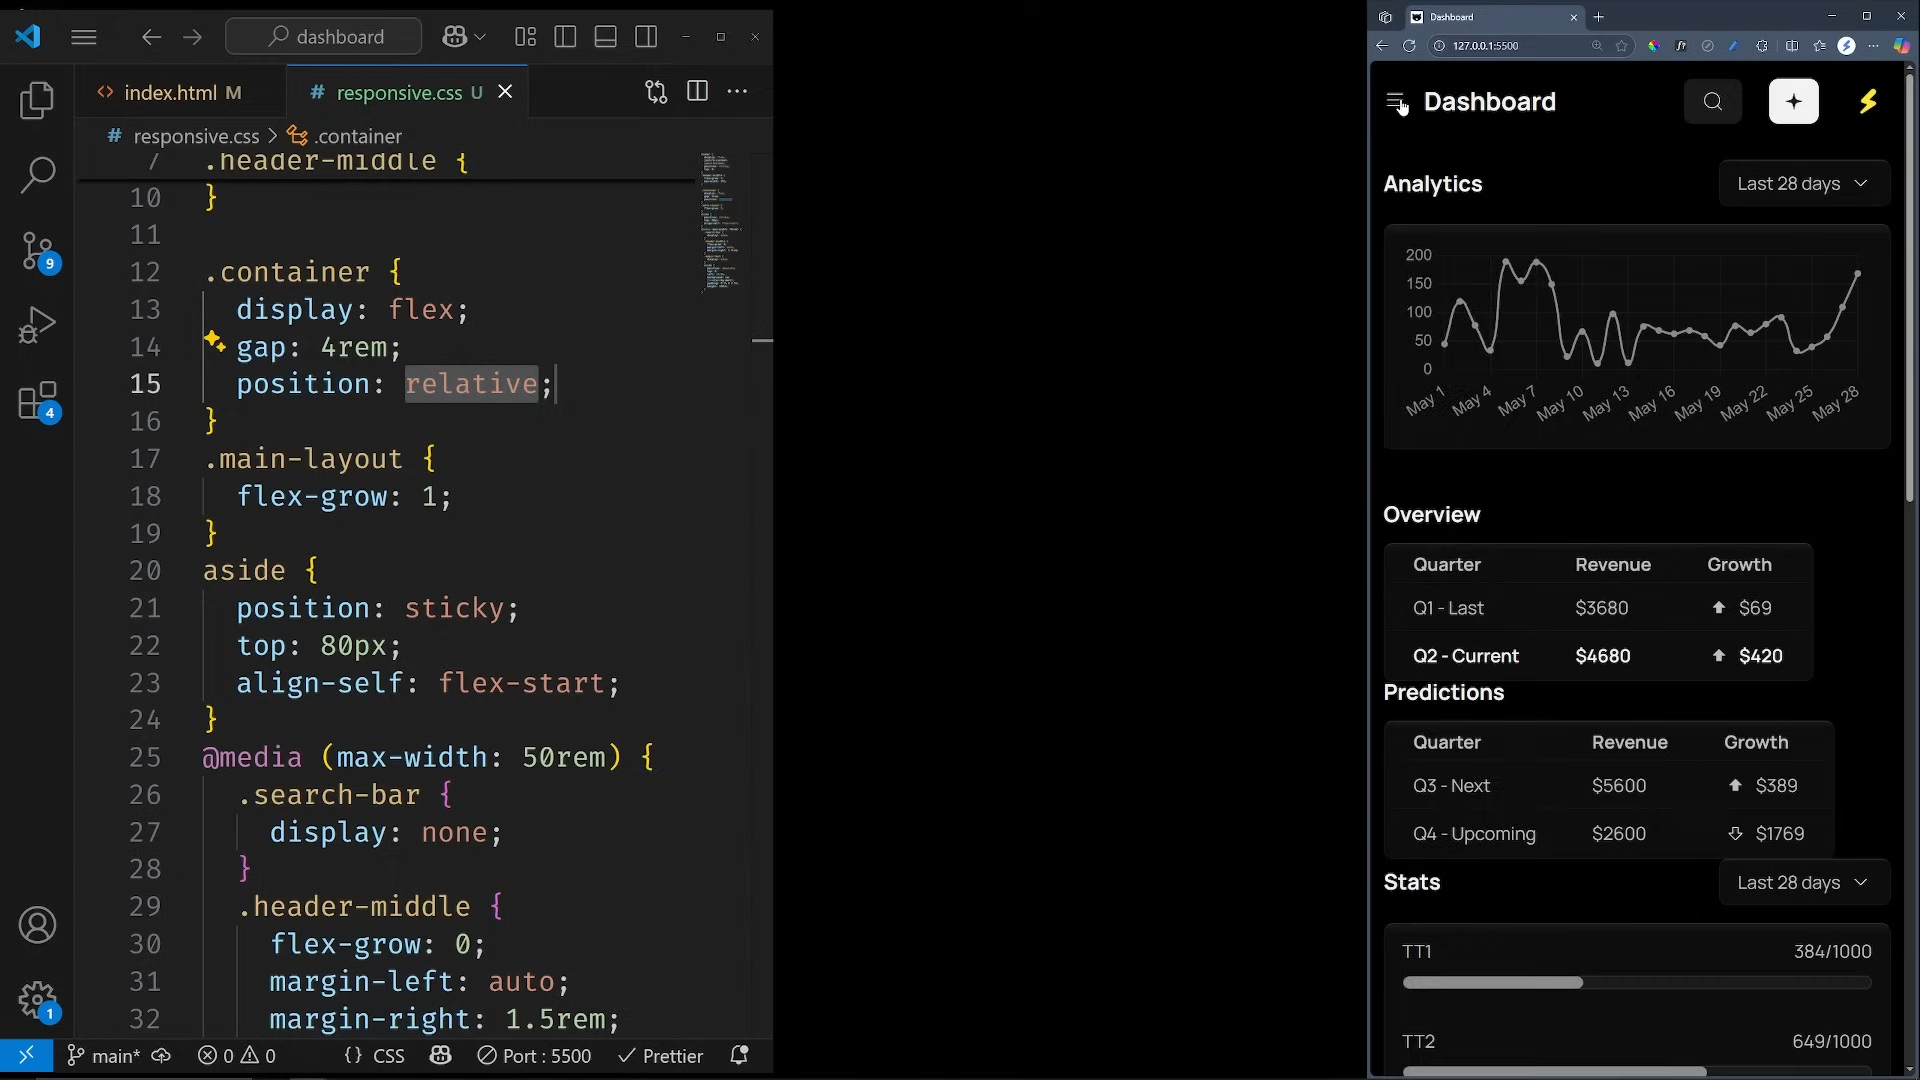 dashboard
index.html M
# responsive.css U
# responsive.css > .container
7 .header-middle {
10 }
11
12 .container {
13 display: flex;
14 gap: 4rem;
15 position: relative;
16 }
17 .main-layout {
18 flex-grow: 1;
19 }
20 aside {
21 position: sticky;
22 top: 80px;
23 align-self: flex-start;
24 }
25 @media (max-width: 50rem) {
26 .search-bar {
27 display: none;
28 }
29 .header-middle {
30 flex-grow: 0;
31 margin-left: auto;
32 margin-right: 1.5rem;
9
4
1
main* 0 0 {} CSS Port : 5500 Prettier
Dashboard
127.0.0.1:5500
Dashboard
Analytics Last 28 days
200
150
100
50
0
May 1 May 4 May 7 May 10 May 13 May 16 May 19 May 22 May 25 May 28
Overview
Quarter Revenue Growth
Q1 - Last $3680 $69
Q2 - Current $4680 $420
Predictions
Quarter Revenue Growth
Q3 - Next $5600 $389
Q4 - Upcoming $2600 $1769
Stats Last 28 days
TT1 384/1000
TT2 649/1000